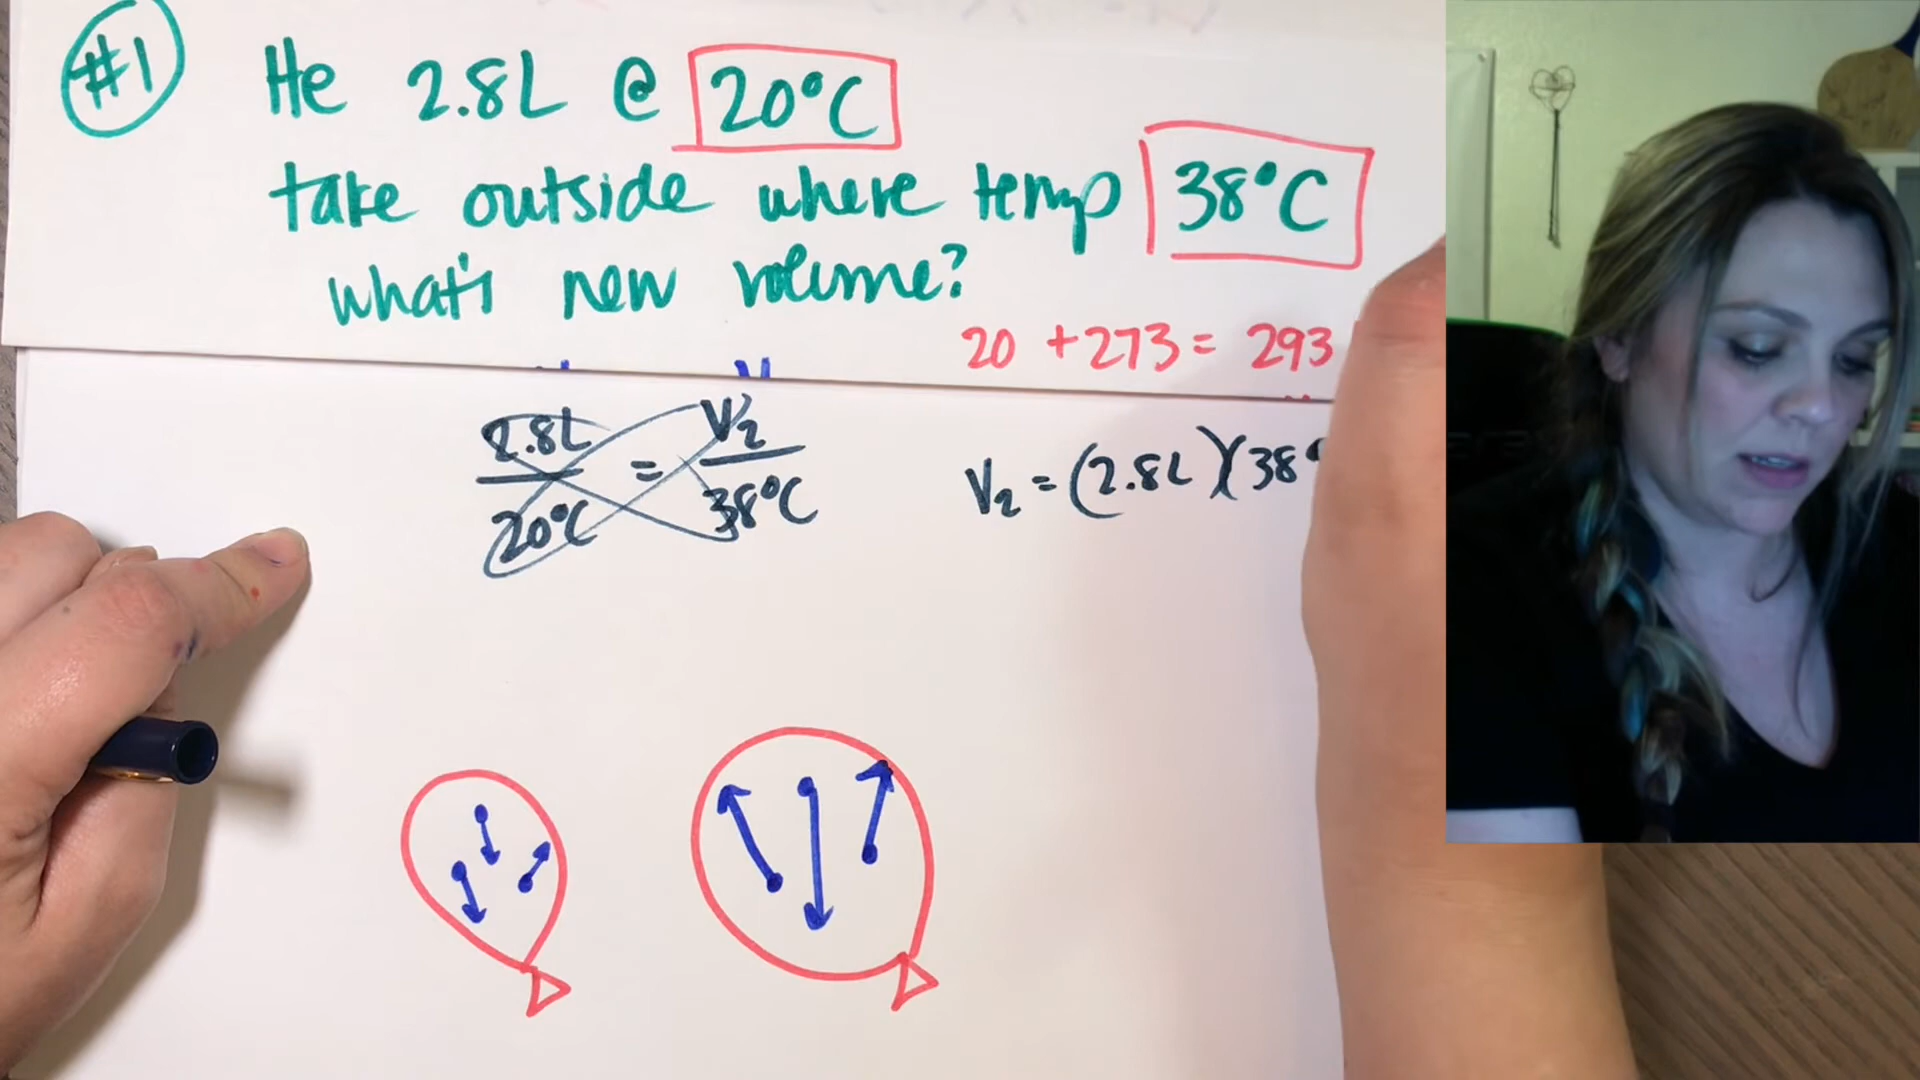 #1
He 2.8L @ 20°C
take outside where temp 38°C
what's new volume?
20 + 273 = 293
2.8L = V₂
20°C 38°C
V₂ = (2.8L)(38°